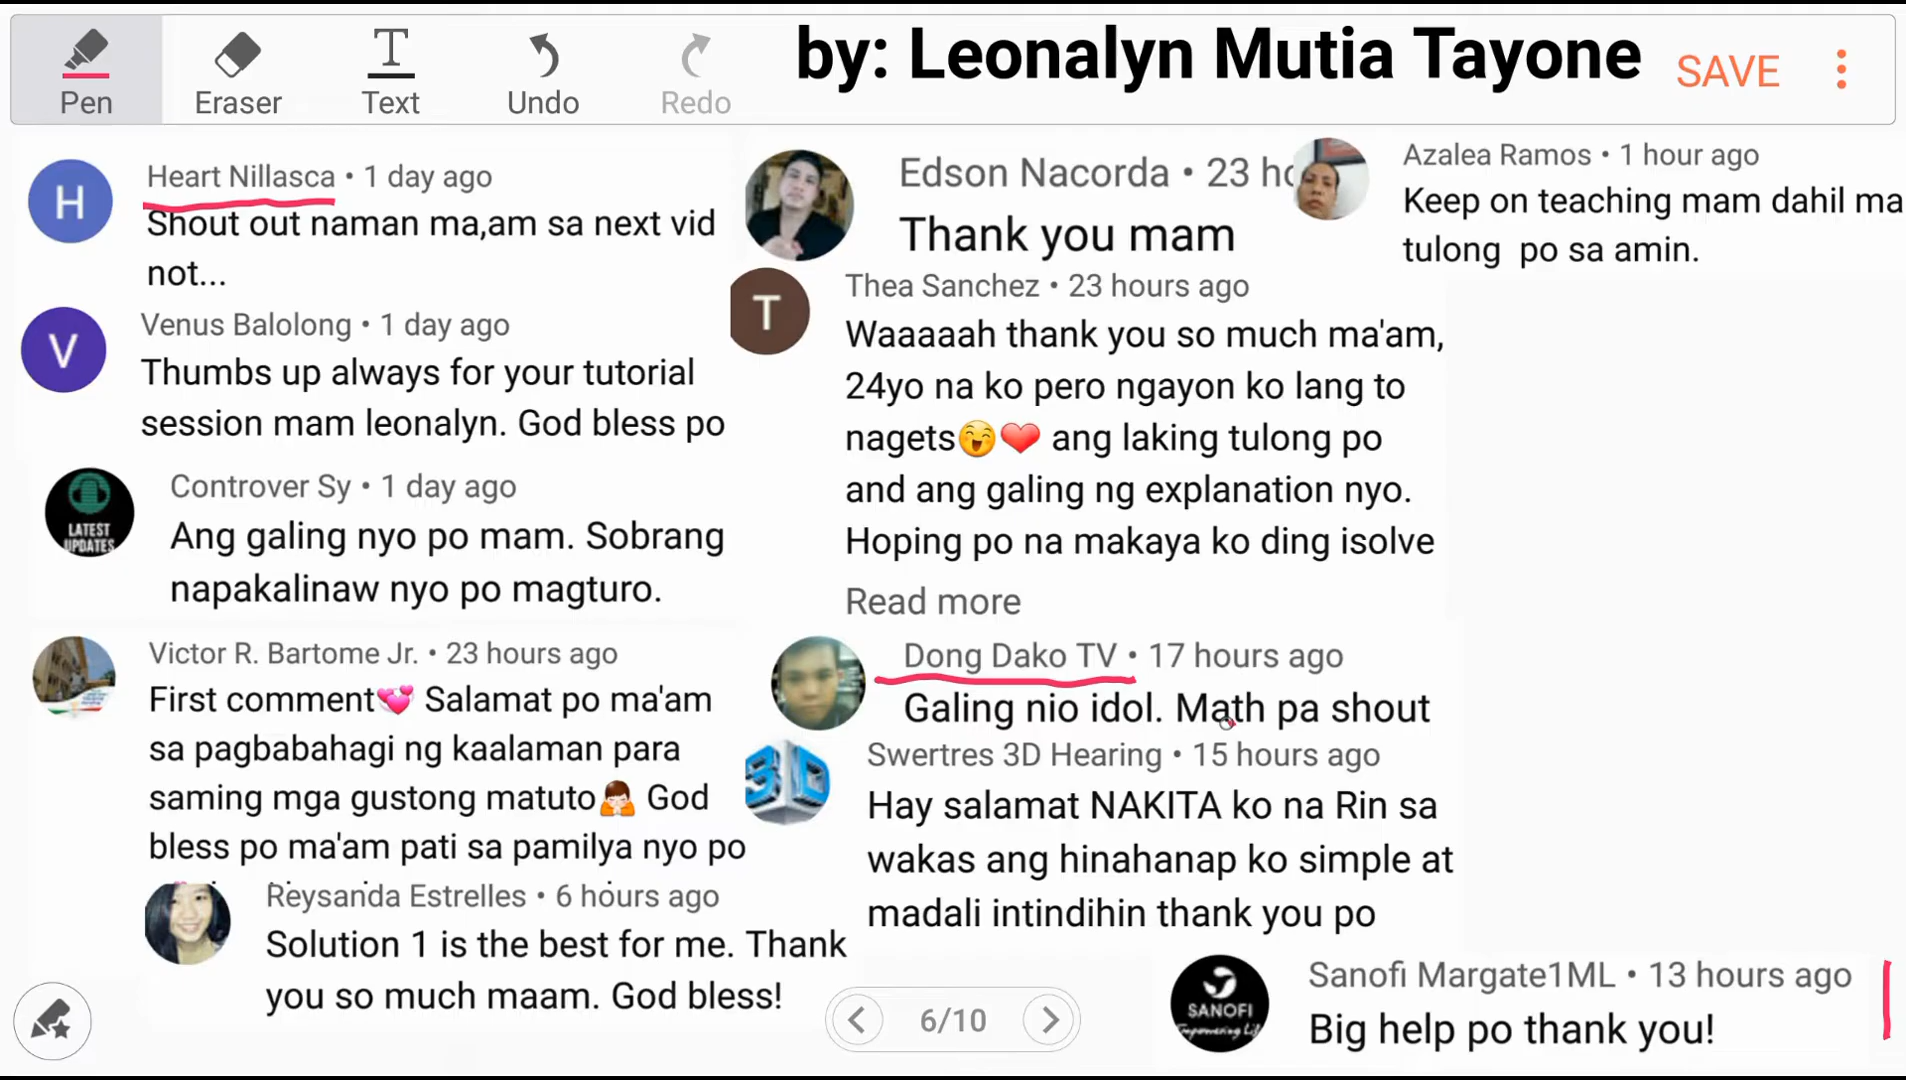 Pen
Eraser
Text
Undo
Redo
by: Leonalyn Mutia Tayone
SAVE
H
Heart Nillasca • 1 day ago
Shout out naman ma,am sa next vid
not...
V
Venus Balolong • 1 day ago
Thumbs up always for your tutorial
session mam leonalyn. God bless po
LATEST
UPDATES
Controver Sy • 1 day ago
Ang galing nyo po mam. Sobrang
napakalinaw nyo po magturo.
Victor R. Bartome Jr. • 23 hours ago
First comment💞 Salamat po ma'am
sa pagbabahagi ng kaalaman para
saming mga gustong matuto🙏 God
bless po ma'am pati sa pamilya nyo po
Reysanda Estrelles • 6 hours ago
Solution 1 is the best for me. Thank
you so much maam. God bless!
Edson Nacorda • 23 ho
Thank you mam
T
Thea Sanchez • 23 hours ago
Waaaaah thank you so much ma'am,
24yo na ko pero ngayon ko lang to
nagets😄❤️ ang laking tulong po
and ang galing ng explanation nyo.
Hoping po na makaya ko ding isolve
Read more
Dong Dako TV • 17 hours ago
Galing nio idol. Math pa shout
3D
Swertres 3D Hearing • 15 hours ago
Hay salamat NAKITA ko na Rin sa
wakas ang hinahanap ko simple at
madali intindihin thank you po
Azalea Ramos • 1 hour ago
Keep on teaching mam dahil ma
tulong po sa amin.
SANOFI
Empowering Life
Sanofi Margate1ML • 13 hours ago
Big help po thank you!
6/10